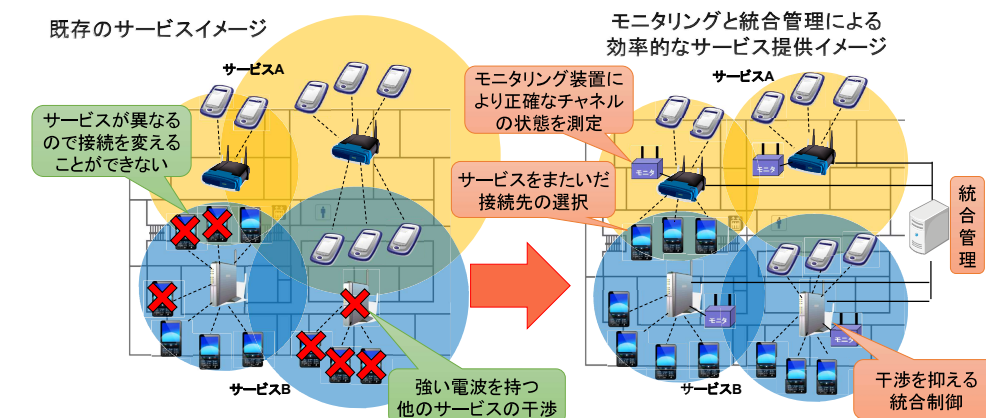 既存のサービスイメージ
サービスA
サービスが異なる
ので接続を変える
ことができない
サービスB
強い電波を持つ
他のサービスの干渉
モニタリングと統合管理による
効率的なサービス提供イメージ
サービスA
モニタリング装置に
より正確なチャネル
の状態を測定
モニタ
モニタ
サービスをまたいだ
接続先の選択
統合管理
モニタ
モニタ
サービスB
干渉を抑える
統合制御